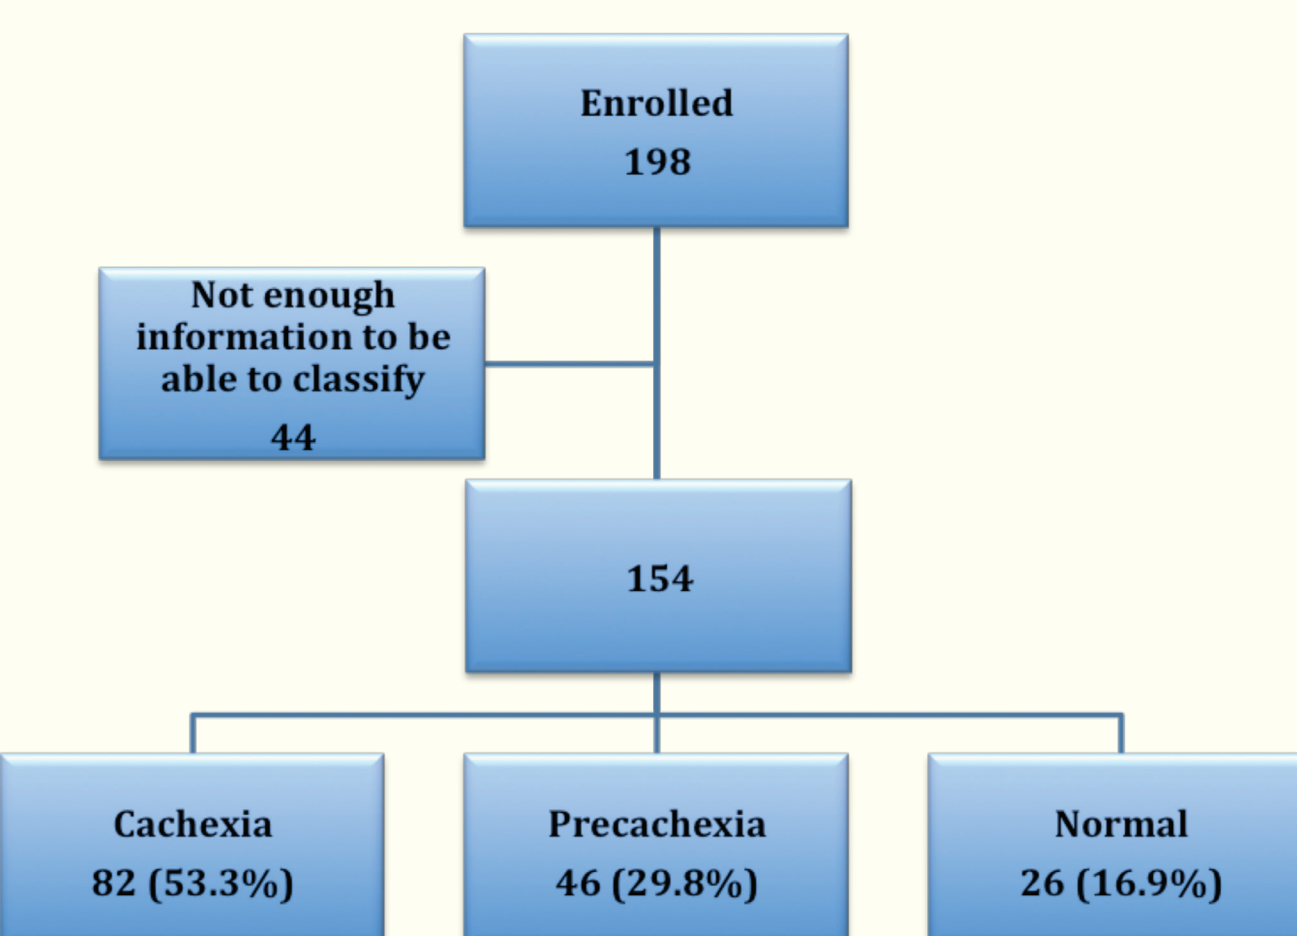 Enrolled
198
Not enough
information to be
able to classify
44
154
Cachexia
82 (53.3%)
Precachexia
46 (29.8%)
Normal
26 (16.9%)